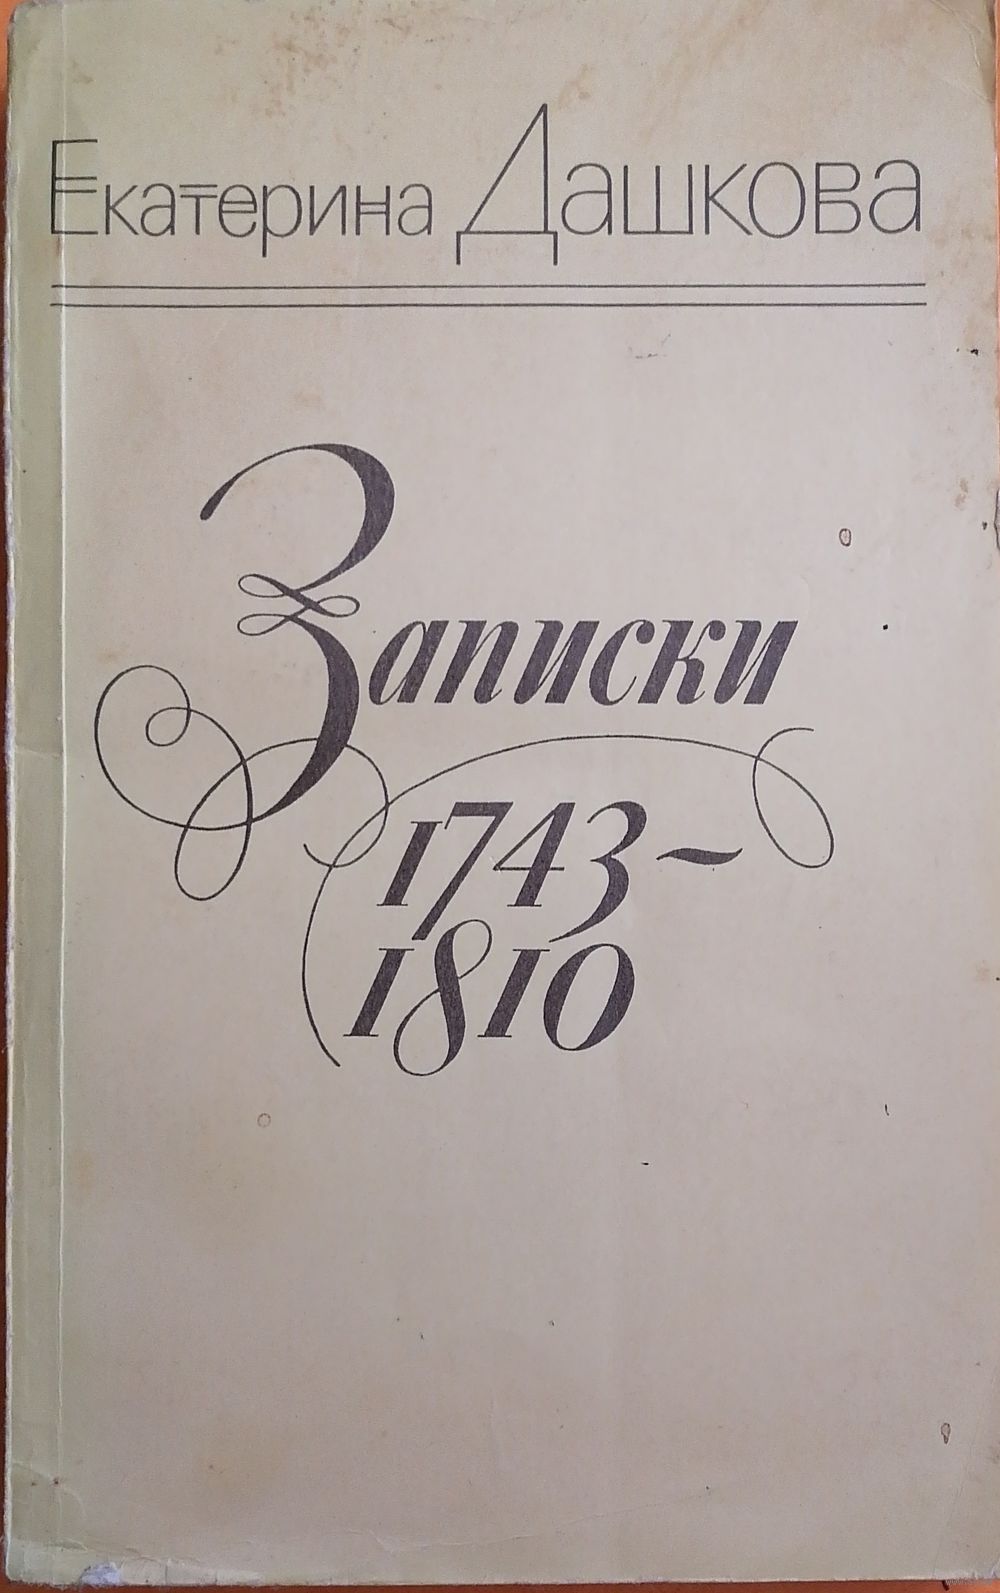 Екатерина Дашкова
Записки
1743–
1810